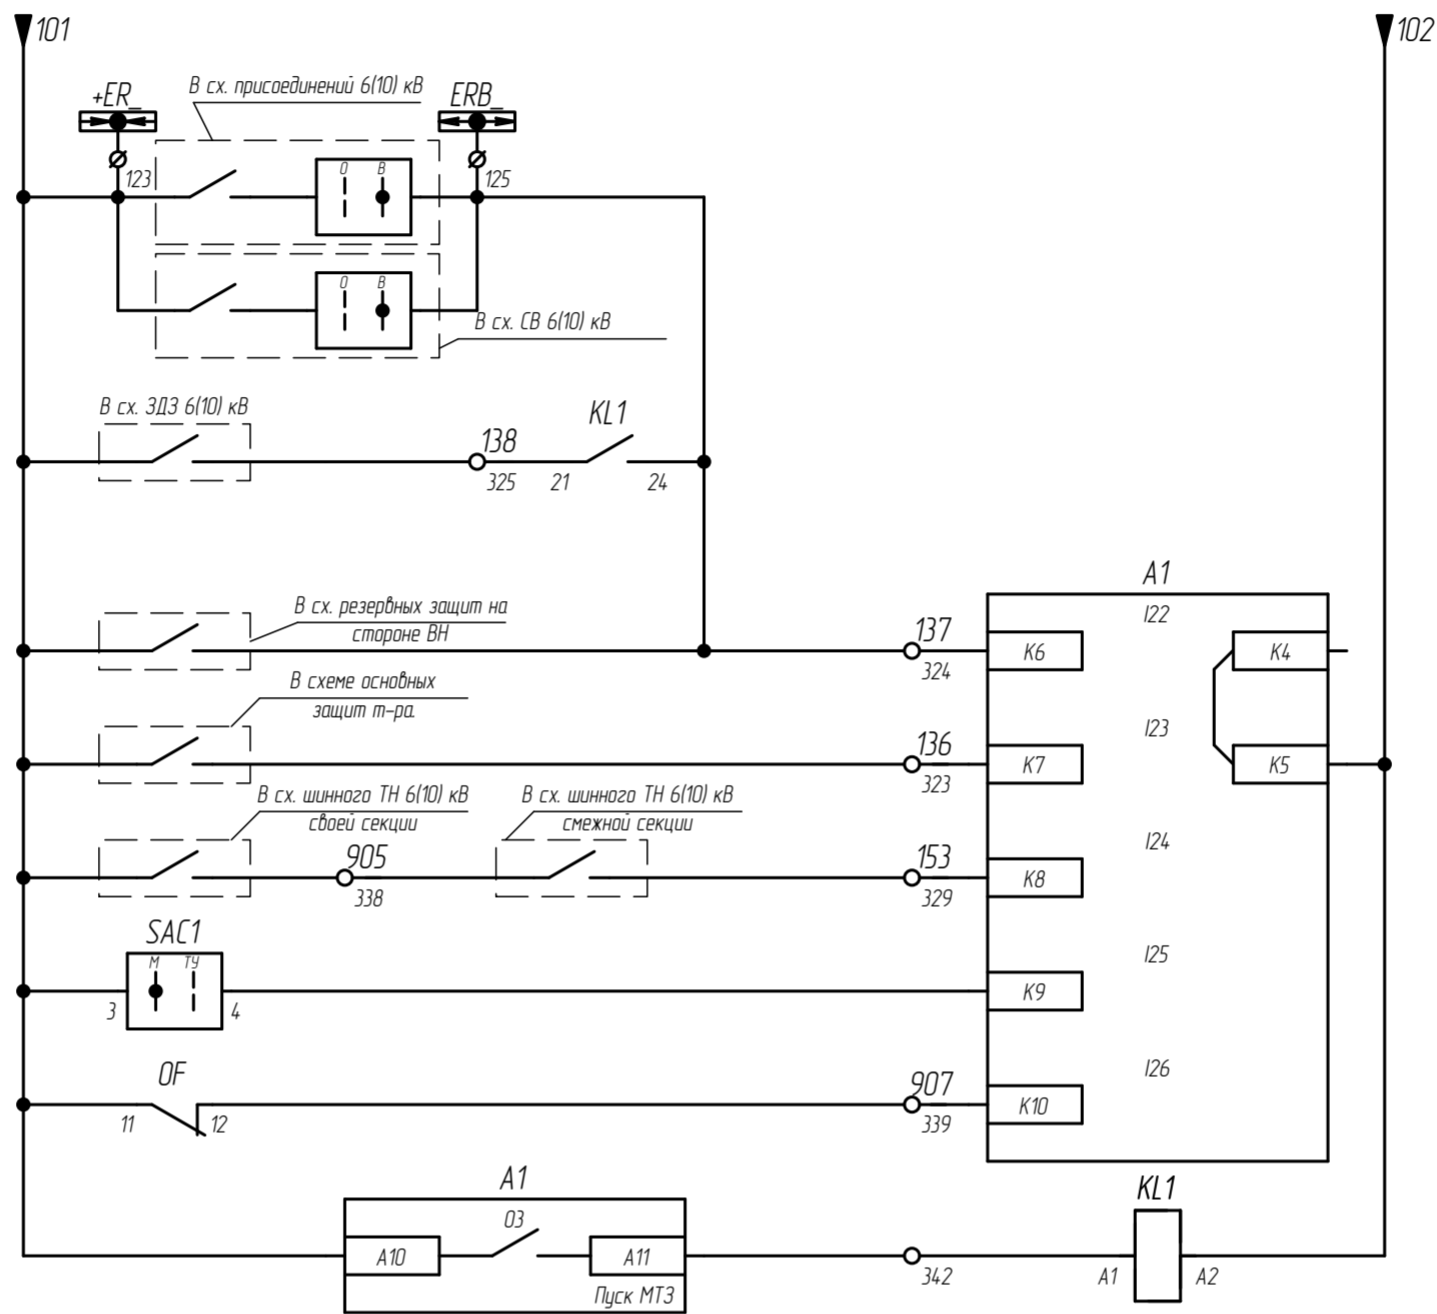 101
102
В сх. присоединений 6(10) кВ
+ER_
ERB_
123
О В
125
О В
В сх. СВ 6(10) кВ
В сх. ЗДЗ 6(10) кВ
KL1
138
325
21
24
A1
I22
В сх. резервных защит на
стороне ВН
137
324
K6
K4
В схеме основных
защит т-ра.
I23
136
323
K7
K5
В сх. шинного ТН 6(10) кВ
своей секции
В сх. шинного ТН 6(10) кВ
смежной секции
I24
905
338
153
329
K8
SAC1
М ТУ
3
4
I25
K9
OF
11
12
I26
907
339
K10
A1
03
A10
A11
Пуск МТЗ
342
KL1
A1
A2